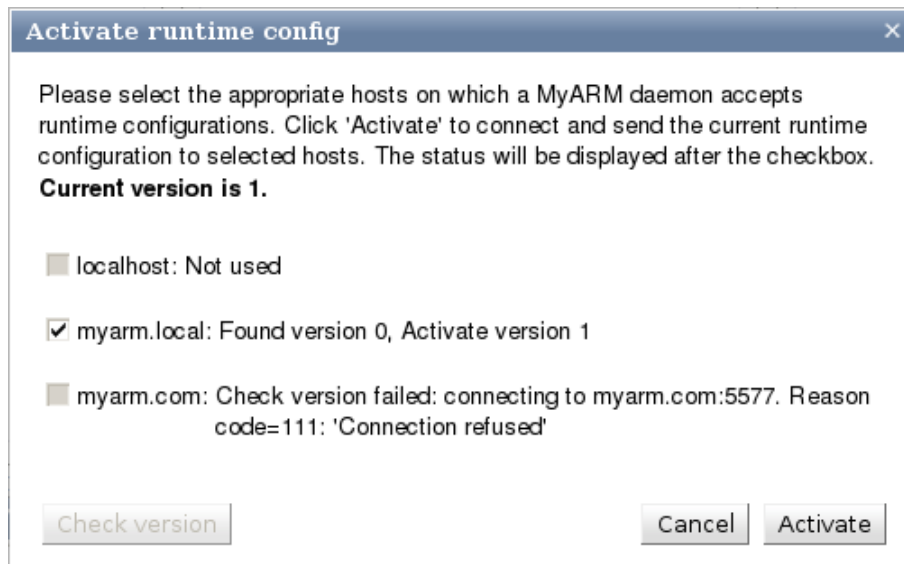 Activate runtime config
Please select the appropriate hosts on which a MyARM daemon accepts
runtime configurations. Click 'Activate' to connect and send the current runtime
configuration to selected hosts. The status will be displayed after the checkbox.
Current version is 1.
localhost: Not used
myarm.local: Found version 0, Activate version 1
myarm.com: Check version failed: connecting to myarm.com:5577. Reason
code=111: 'Connection refused'
Check version
Cancel
Activate